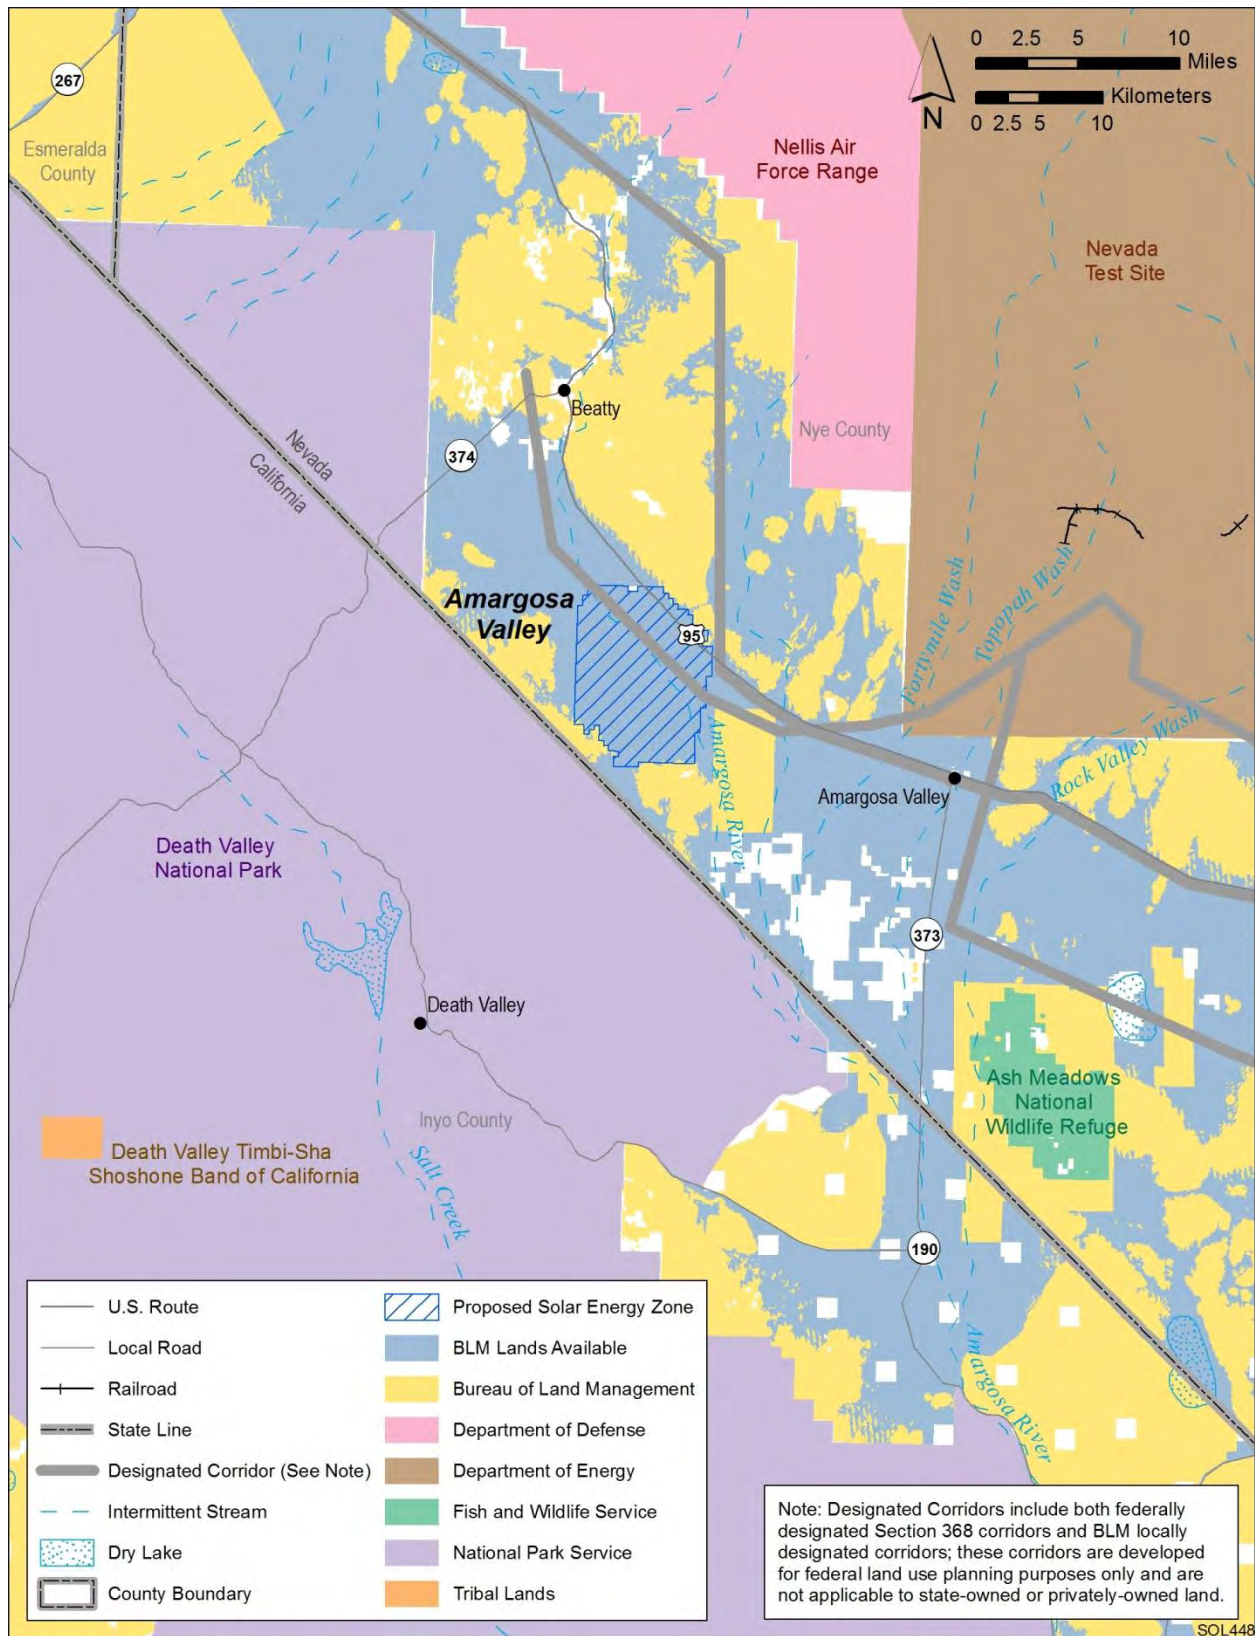 0 2.5 5 10
Miles
Kilometers
0 2.5 5 10
N
267
Esmeralda
County
Nellis Air
Force Range
Nevada
Test Site
Beatty
Nye County
374
Nevada
California
Amargosa
Valley
95
Fortymile Wash
Topopah Wash
Rock Valley Wash
Amargosa River
Amargosa Valley
Death Valley
National Park
373
Death Valley
Ash Meadows
National
Wildlife Refuge
Inyo County
Death Valley Timbi-Sha
Shoshone Band of California
Salt Creek
190
Amargosa River
U.S. Route
Local Road
Railroad
State Line
Designated Corridor (See Note)
Intermittent Stream
Dry Lake
County Boundary
Proposed Solar Energy Zone
BLM Lands Available
Bureau of Land Management
Department of Defense
Department of Energy
Fish and Wildlife Service
National Park Service
Tribal Lands
Note: Designated Corridors include both federally
designated Section 368 corridors and BLM locally
designated corridors; these corridors are developed
for federal land use planning purposes only and are
not applicable to state-owned or privately-owned land.
SOL448